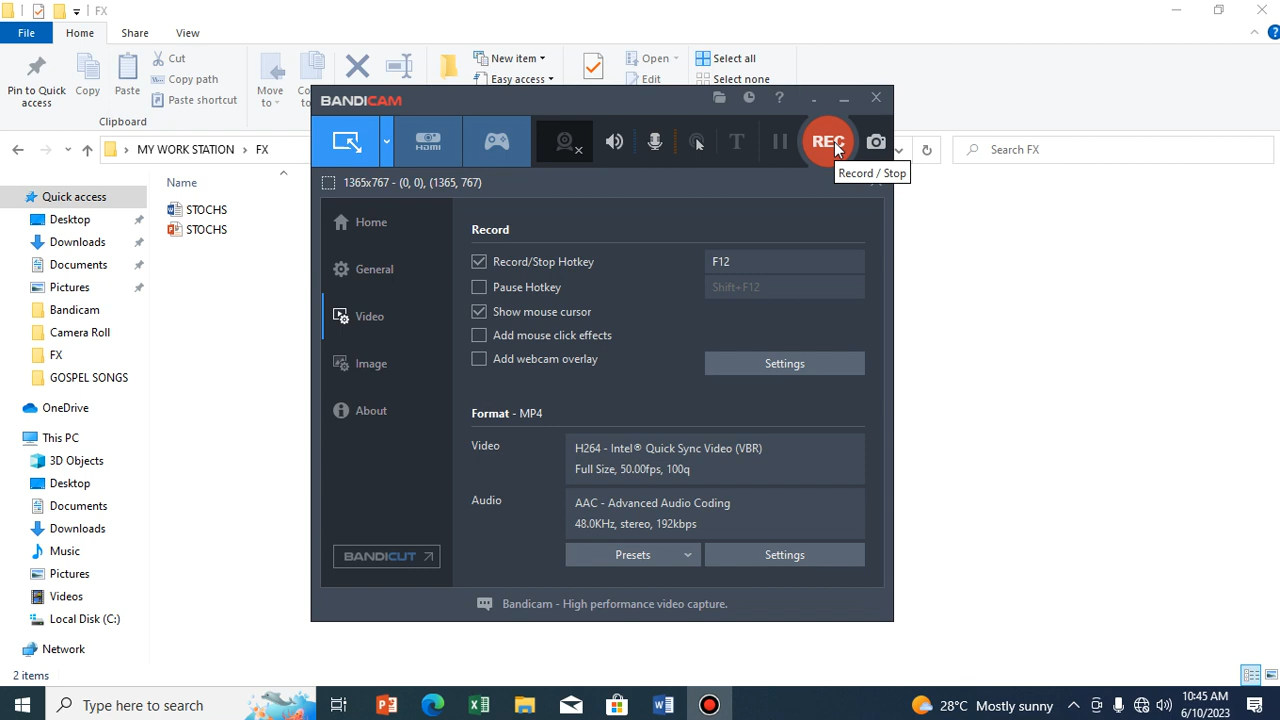 FX
File Home Share View
Pin to Quick access
Copy
Paste
Cut
Copy path
Paste shortcut
Clipboard
Move to
New item
Easy access
Open
Edit
Select all
Select none
MY WORK STATION > FX
Search FX
Quick access
Desktop
Downloads
Documents
Pictures
Bandicam
Camera Roll
FX
GOSPEL SONGS
OneDrive
This PC
3D Objects
Desktop
Documents
Downloads
Music
Pictures
Videos
Local Disk (C:)
Network
2 items
Name
STOCHS
STOCHS
BANDICAM
HDMI
T
REC
Record / Stop
1365x767 - (0, 0), (1365, 767)
Home
General
Video
Image
About
BANDICUT
Record
Record/Stop Hotkey F12
Pause Hotkey Shift+F12
Show mouse cursor
Add mouse click effects
Add webcam overlay
Settings
Format - MP4
Video
H264 - Intel® Quick Sync Video (VBR)
Full Size, 50.00fps, 100q
Audio
AAC - Advanced Audio Coding
48.0KHz, stereo, 192kbps
Presets Settings
Bandicam - High performance video capture.
Type here to search
28°C Mostly sunny
10:45 AM
6/10/2023